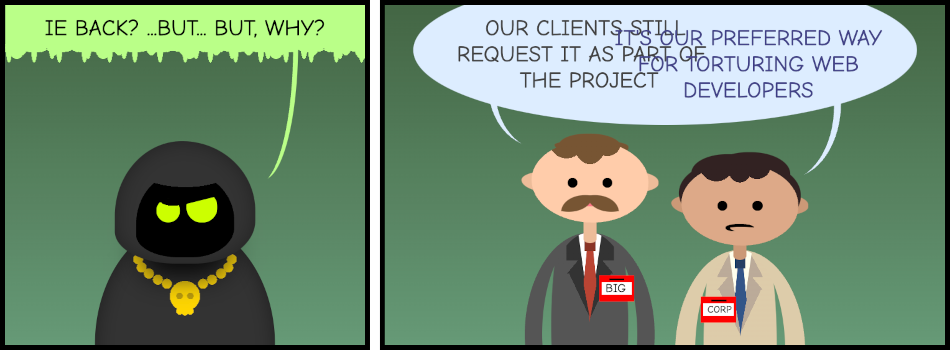 IE BACK? ...BUT... BUT, WHY?
OUR CLIENTS STILL
REQUEST IT AS PART OF
THE PROJECT
IT'S OUR PREFERRED WAY
FOR TORTURING WEB
DEVELOPERS
BIG
CORP